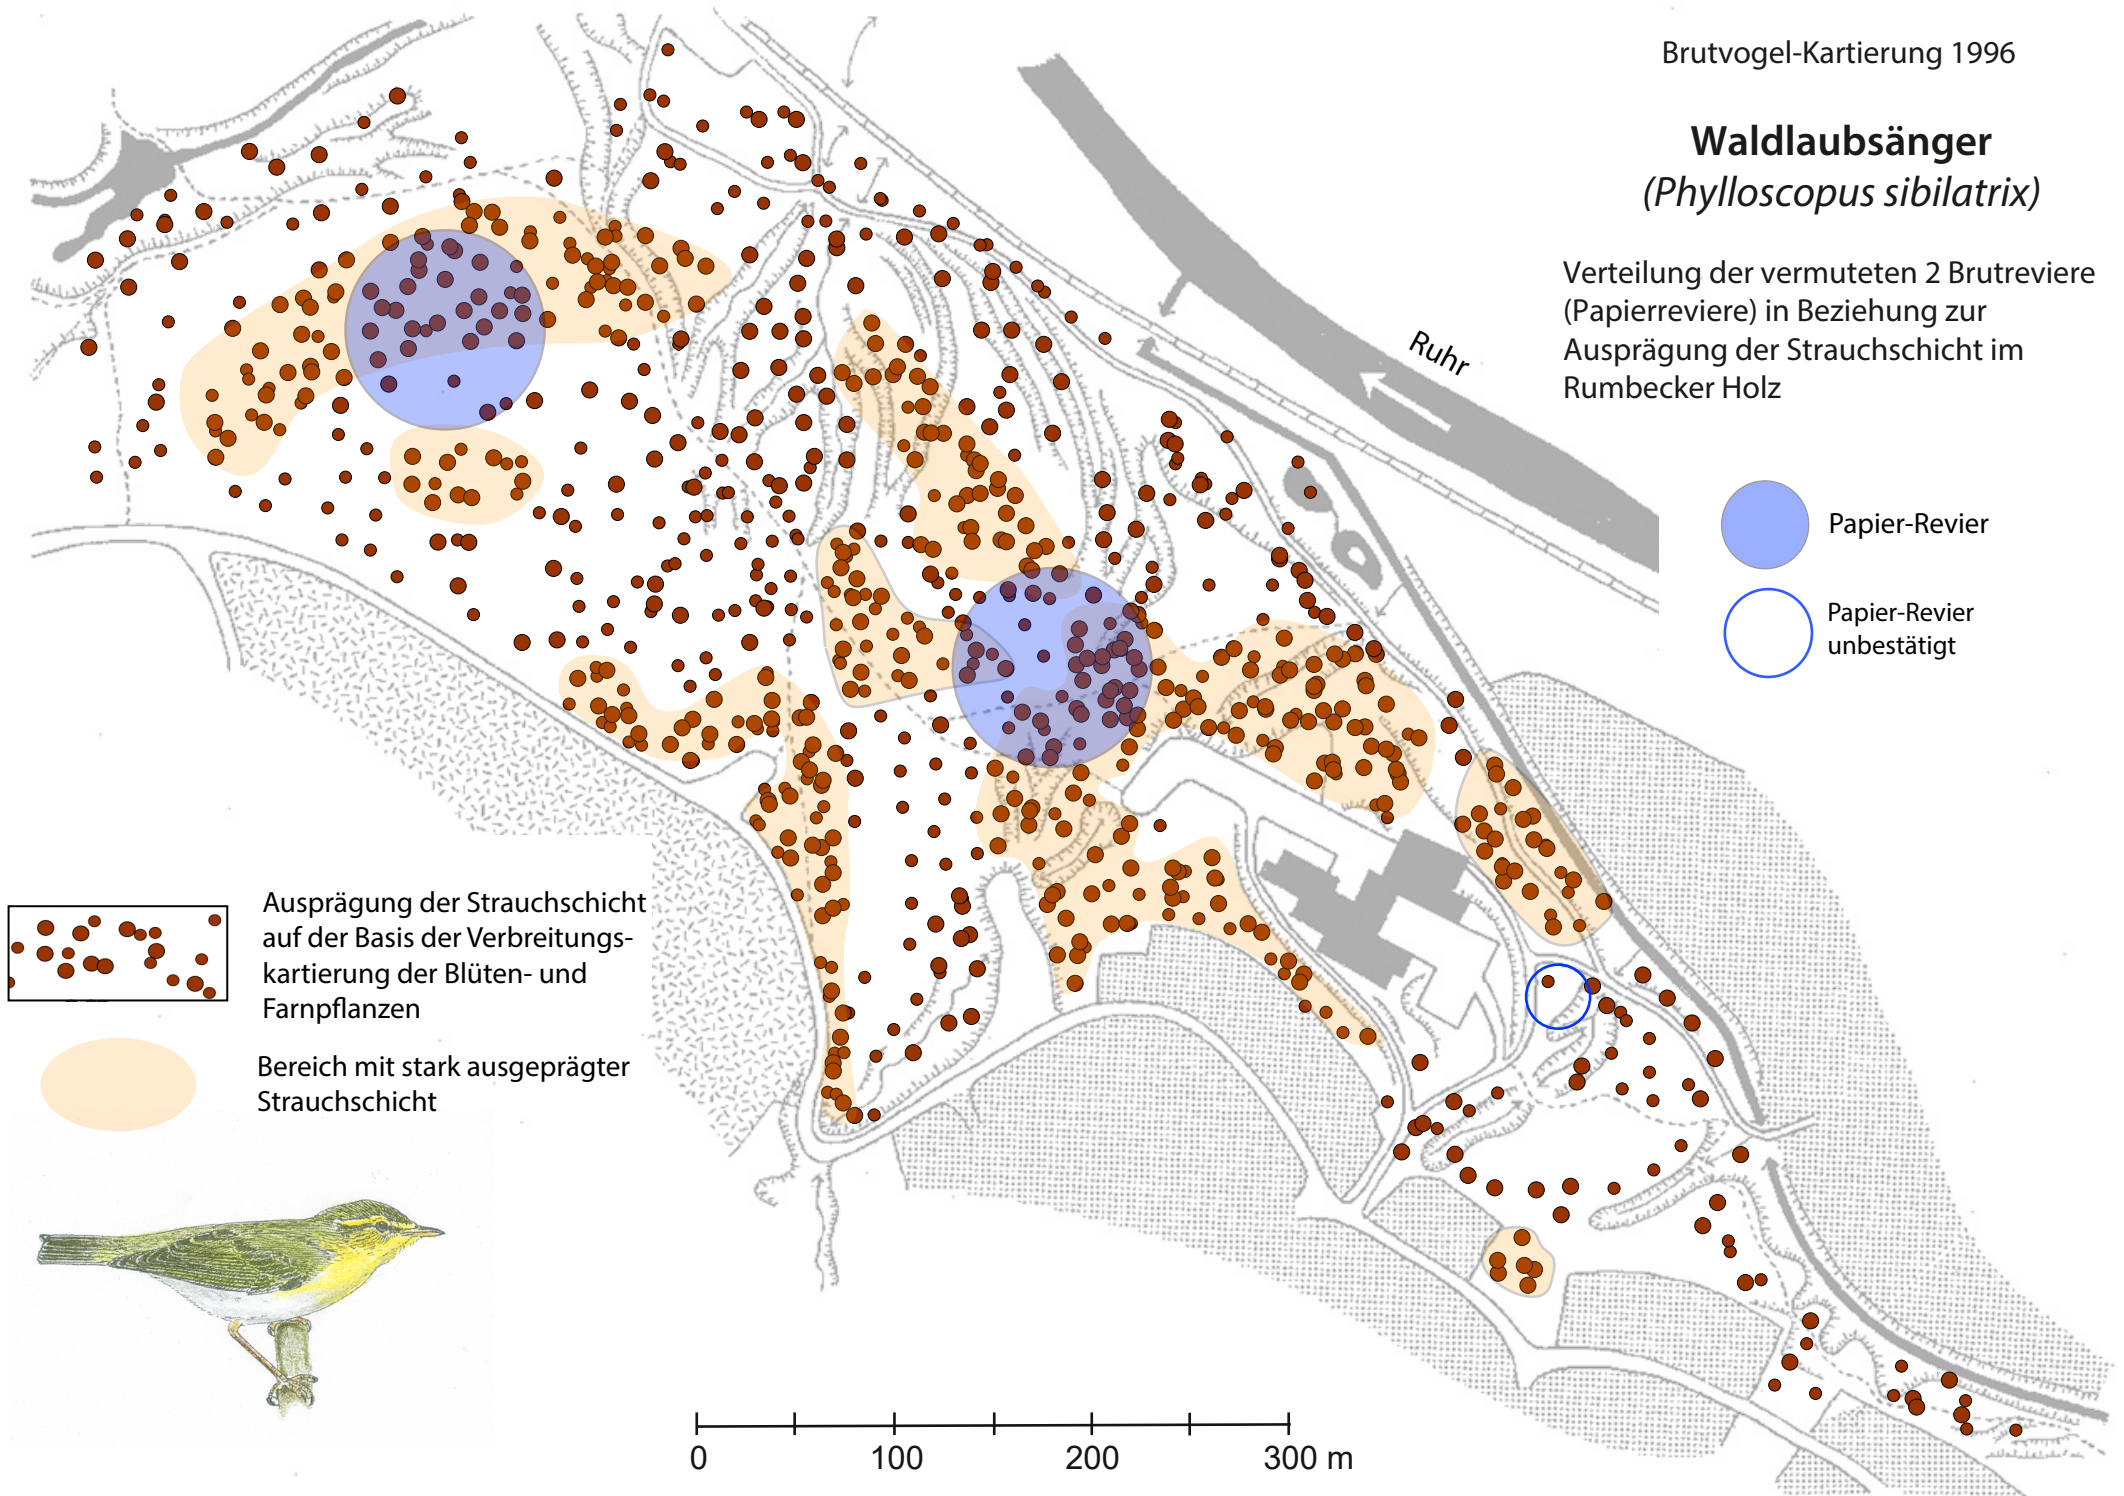 Brutvogel-Kartierung 1996
Waldlaubsänger
(Phylloscopus sibilatrix)
Verteilung der vermuteten 2 Brutreviere
(Papierreviere) in Beziehung zur
Ausprägung der Strauchschicht im
Rumbecker Holz
Ruhr
Papier-Revier
Papier-Revier
unbestätigt
Ausprägung der Strauchschicht
auf der Basis der Verbreitungs-
kartierung der Blüten- und
Farnpflanzen
Bereich mit stark ausgeprägter
Strauchschicht
0 100 200 300 m